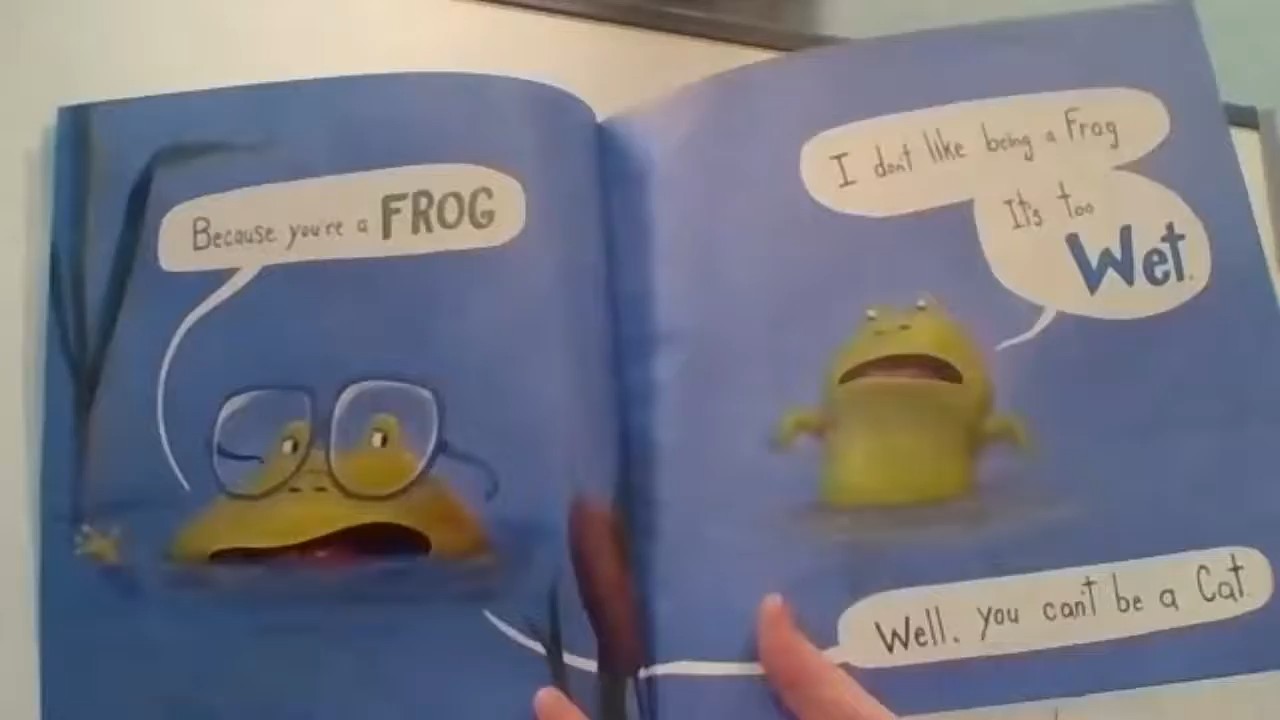 Because you're a FROG
I don't like being a Frog
It's too
Wet.
Well, you can't be a Cat.